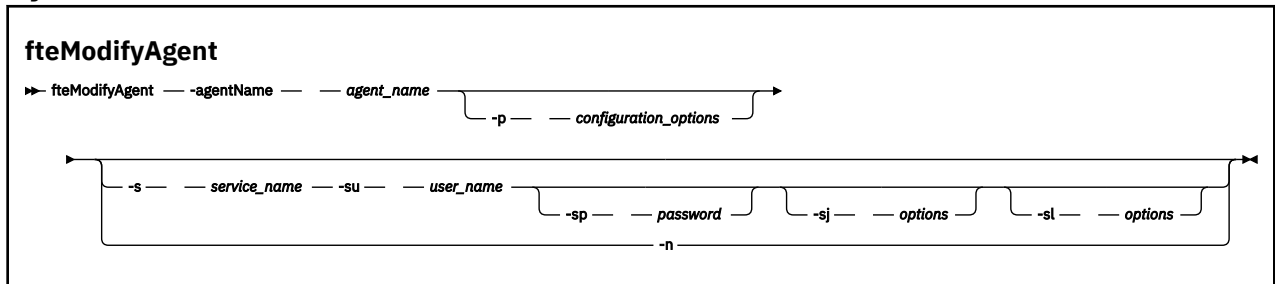 fteModifyAgent
fteModifyAgent -agentName agent_name
-p configuration_options
-s service_name -su user_name
-sp password -sj options -sl options
-n